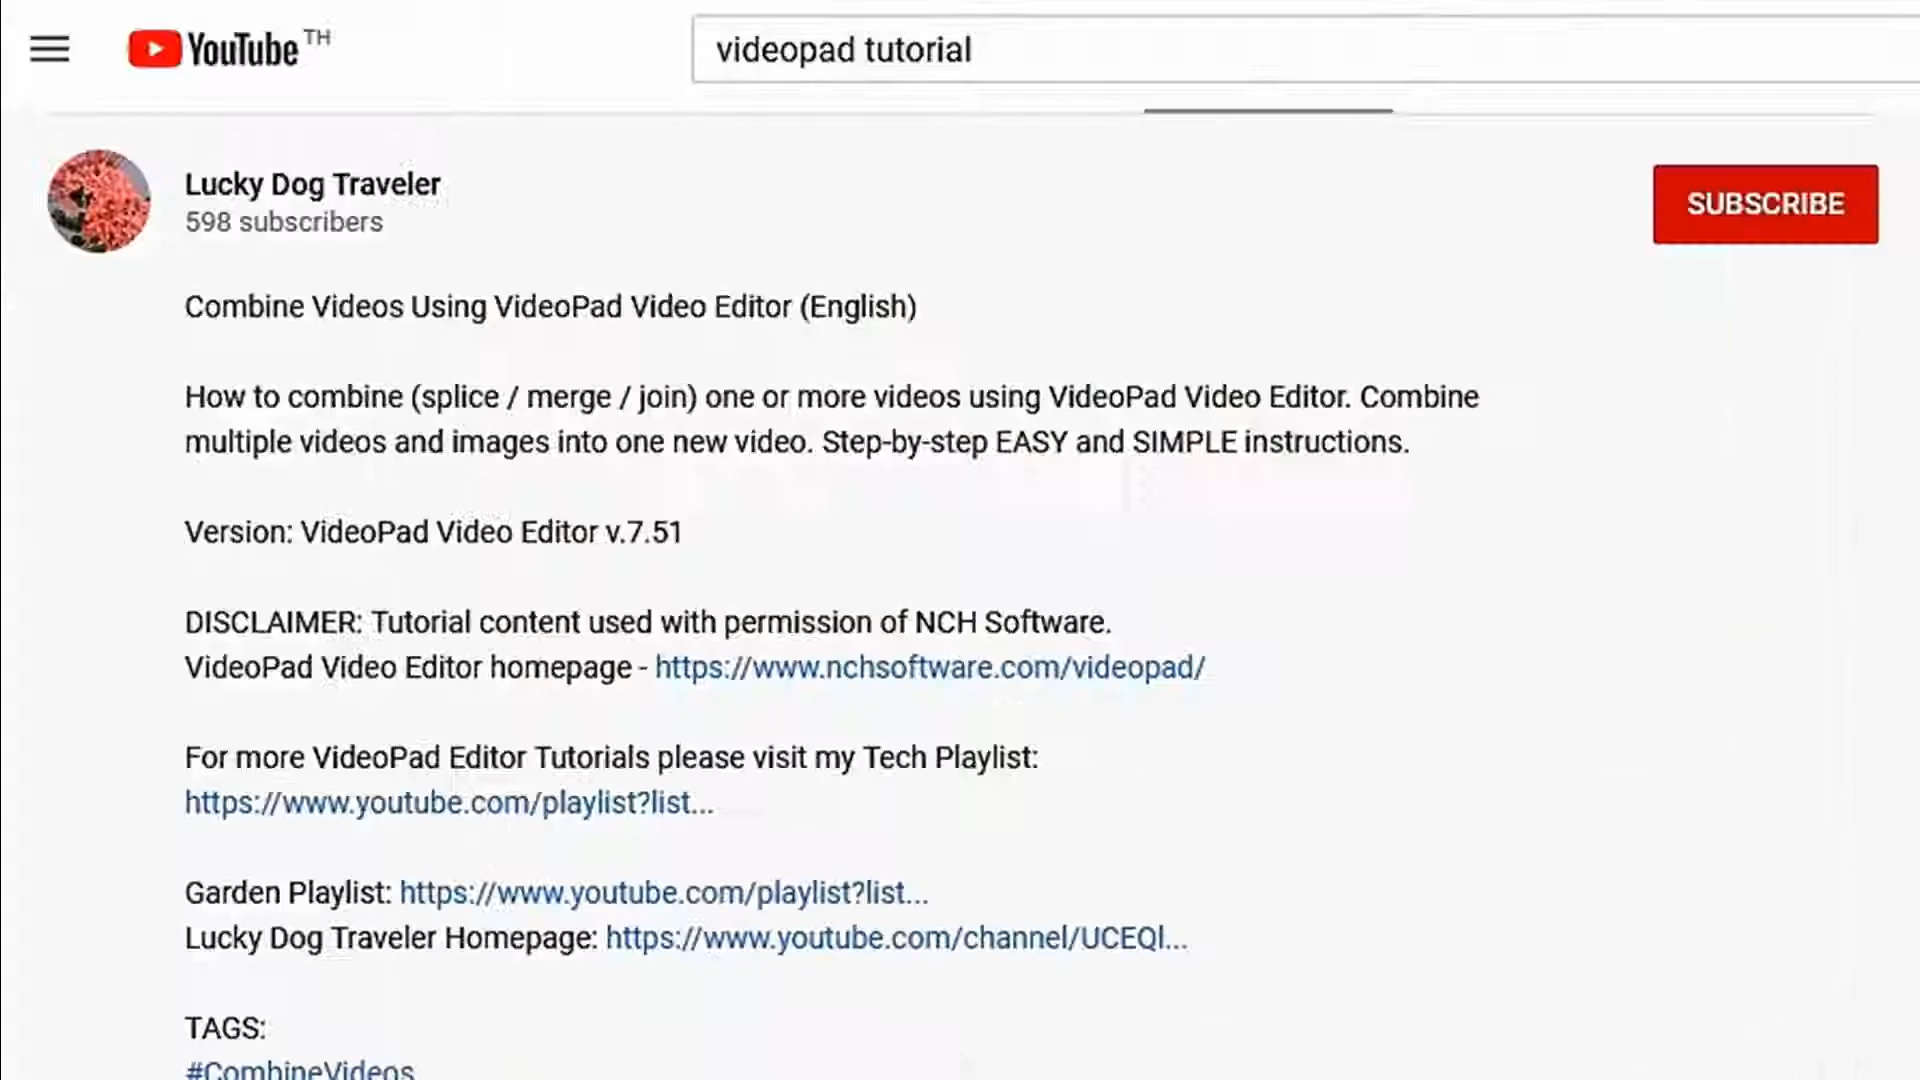 YouTube TH
videopad tutorial
Lucky Dog Traveler
598 subscribers
SUBSCRIBE
Combine Videos Using VideoPad Video Editor (English)
How to combine (splice / merge / join) one or more videos using VideoPad Video Editor. Combine
multiple videos and images into one new video. Step-by-step EASY and SIMPLE instructions.
Version: VideoPad Video Editor v.7.51
DISCLAIMER: Tutorial content used with permission of NCH Software.
VideoPad Video Editor homepage - https://www.nchsoftware.com/videopad/
For more VideoPad Editor Tutorials please visit my Tech Playlist:
https://www.youtube.com/playlist?list...
Garden Playlist: https://www.youtube.com/playlist?list...
Lucky Dog Traveler Homepage: https://www.youtube.com/channel/UCEQl...
TAGS:
#CombineVideos